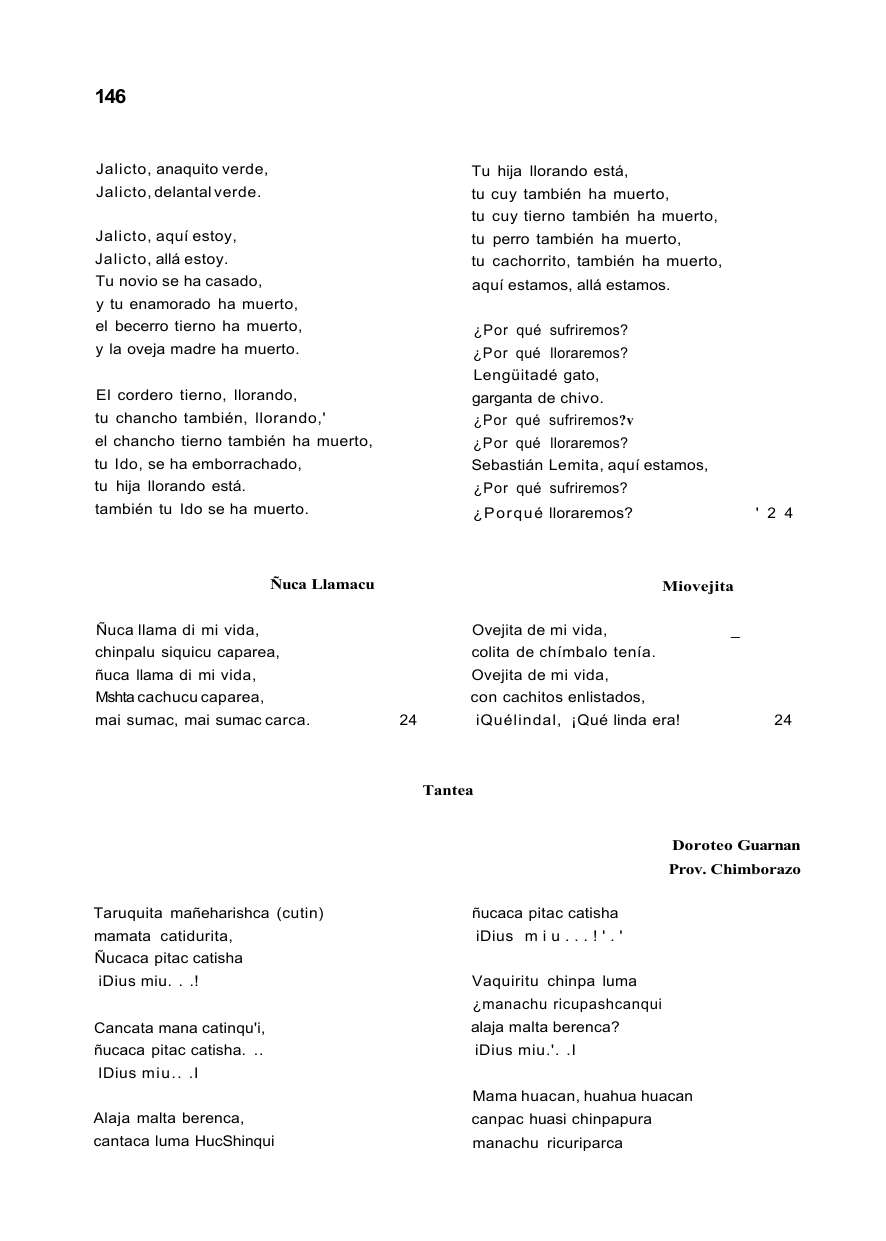 146
Jalicto, anaquito verde,
Jalicto, delantal verde.
Jalicto, aquí estoy,
Jalicto, allá estoy.
Tu novio se ha casado,
y tu enamorado ha muerto,
el becerro tierno ha muerto,
y la oveja madre ha muerto.
El cordero tierno, llorando,
tu chancho también, llorando,'
el chancho tierno también ha muerto,
tu Ido, se ha emborrachado,
tu hija llorando está.
también tu Ido se ha muerto.
Tu hija llorando está,
tu cuy también ha muerto,
tu cuy tierno también ha muerto,
tu perro también ha muerto,
tu cachorrito, también ha muerto,
aquí estamos, allá estamos.
¿Por qué sufriremos?
¿Por qué lloraremos?
Lengüitadé gato,
garganta de chivo.
¿Por qué sufriremos?v
¿Por qué lloraremos?
Sebastián Lemita, aquí estamos,
¿Por qué sufriremos?
¿Porqué lloraremos? ' 2 4
Ñuca Llamacu
Ñuca llama di mi vida,
chinpalu siquicu caparea,
ñuca llama di mi vida,
Mshta cachucu caparea,
mai sumac, mai sumac carca. 24
Miovejita
Ovejita de mi vida, _
colita de chímbalo tenía.
Ovejita de mi vida,
con cachitos enlistados,
iQuélindal, ¡Qué linda era! 24
Tantea
Doroteo Guarnan
Prov. Chimborazo
Taruquita mañeharishca (cutin)
mamata catidurita,
Ñucaca pitac catisha
iDius miu. . .!
Cancata mana catinqu'i,
ñucaca pitac catisha. . .
IDius miu.. .I
Alaja malta berenca,
cantaca luma HucShinqui
ñucaca pitac catisha
iDius m i u . . . ! ' . '
Vaquiritu chinpa luma
¿manachu ricupashcanqui
alaja malta berenca?
iDius miu.'. .I
Mama huacan, huahua huacan
canpac huasi chinpapura
manachu ricuriparca